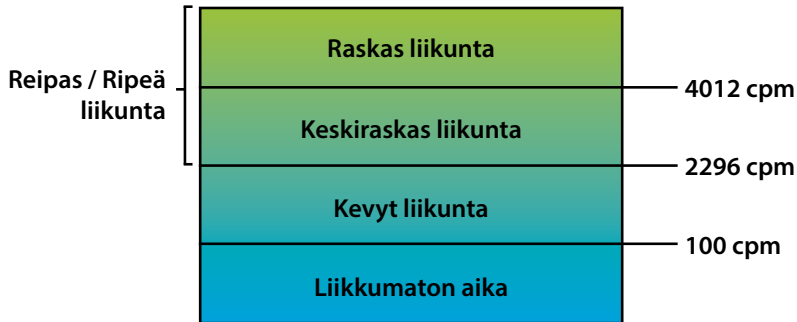 Raskas liikunta
Reipas / Ripeä
liikunta
4012 cpm
Keskiraskas liikunta
2296 cpm
Kevyt liikunta
100 cpm
Liikkumaton aika